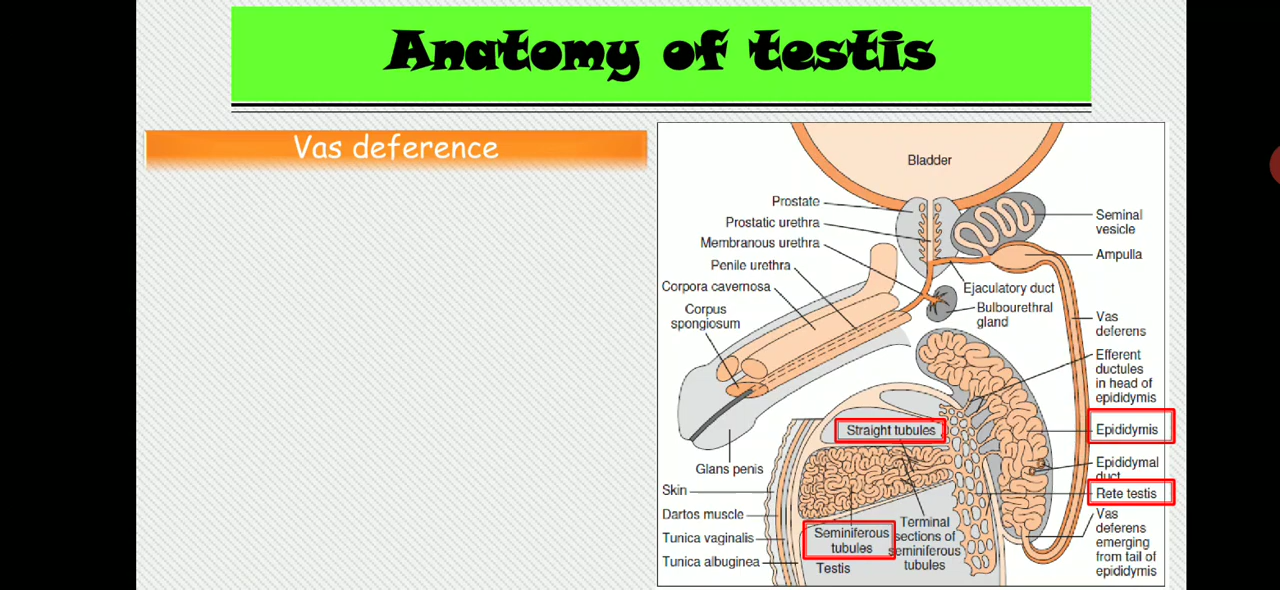 Anatomy of testis
Vas deference
Bladder
Prostate
Prostatic urethra
Membranous urethra
Penile urethra
Corpora cavernosa
Corpus
spongiosum
Glans penis
Skin
Dartos muscle
Tunica vaginalis
Tunica albuginea
Straight tubules
Seminiferous
tubules
Testis
Terminal
sections of
seminiferous
tubules
Seminal
vesicle
Ampulla
Ejaculatory duct
Bulbourethral
gland
Vas
deferens
Efferent
ductules
in head of
epididymis
Epididymis
Epididymal
duct
Rete testis
Vas
deferens
emerging
from tail of
epididymis